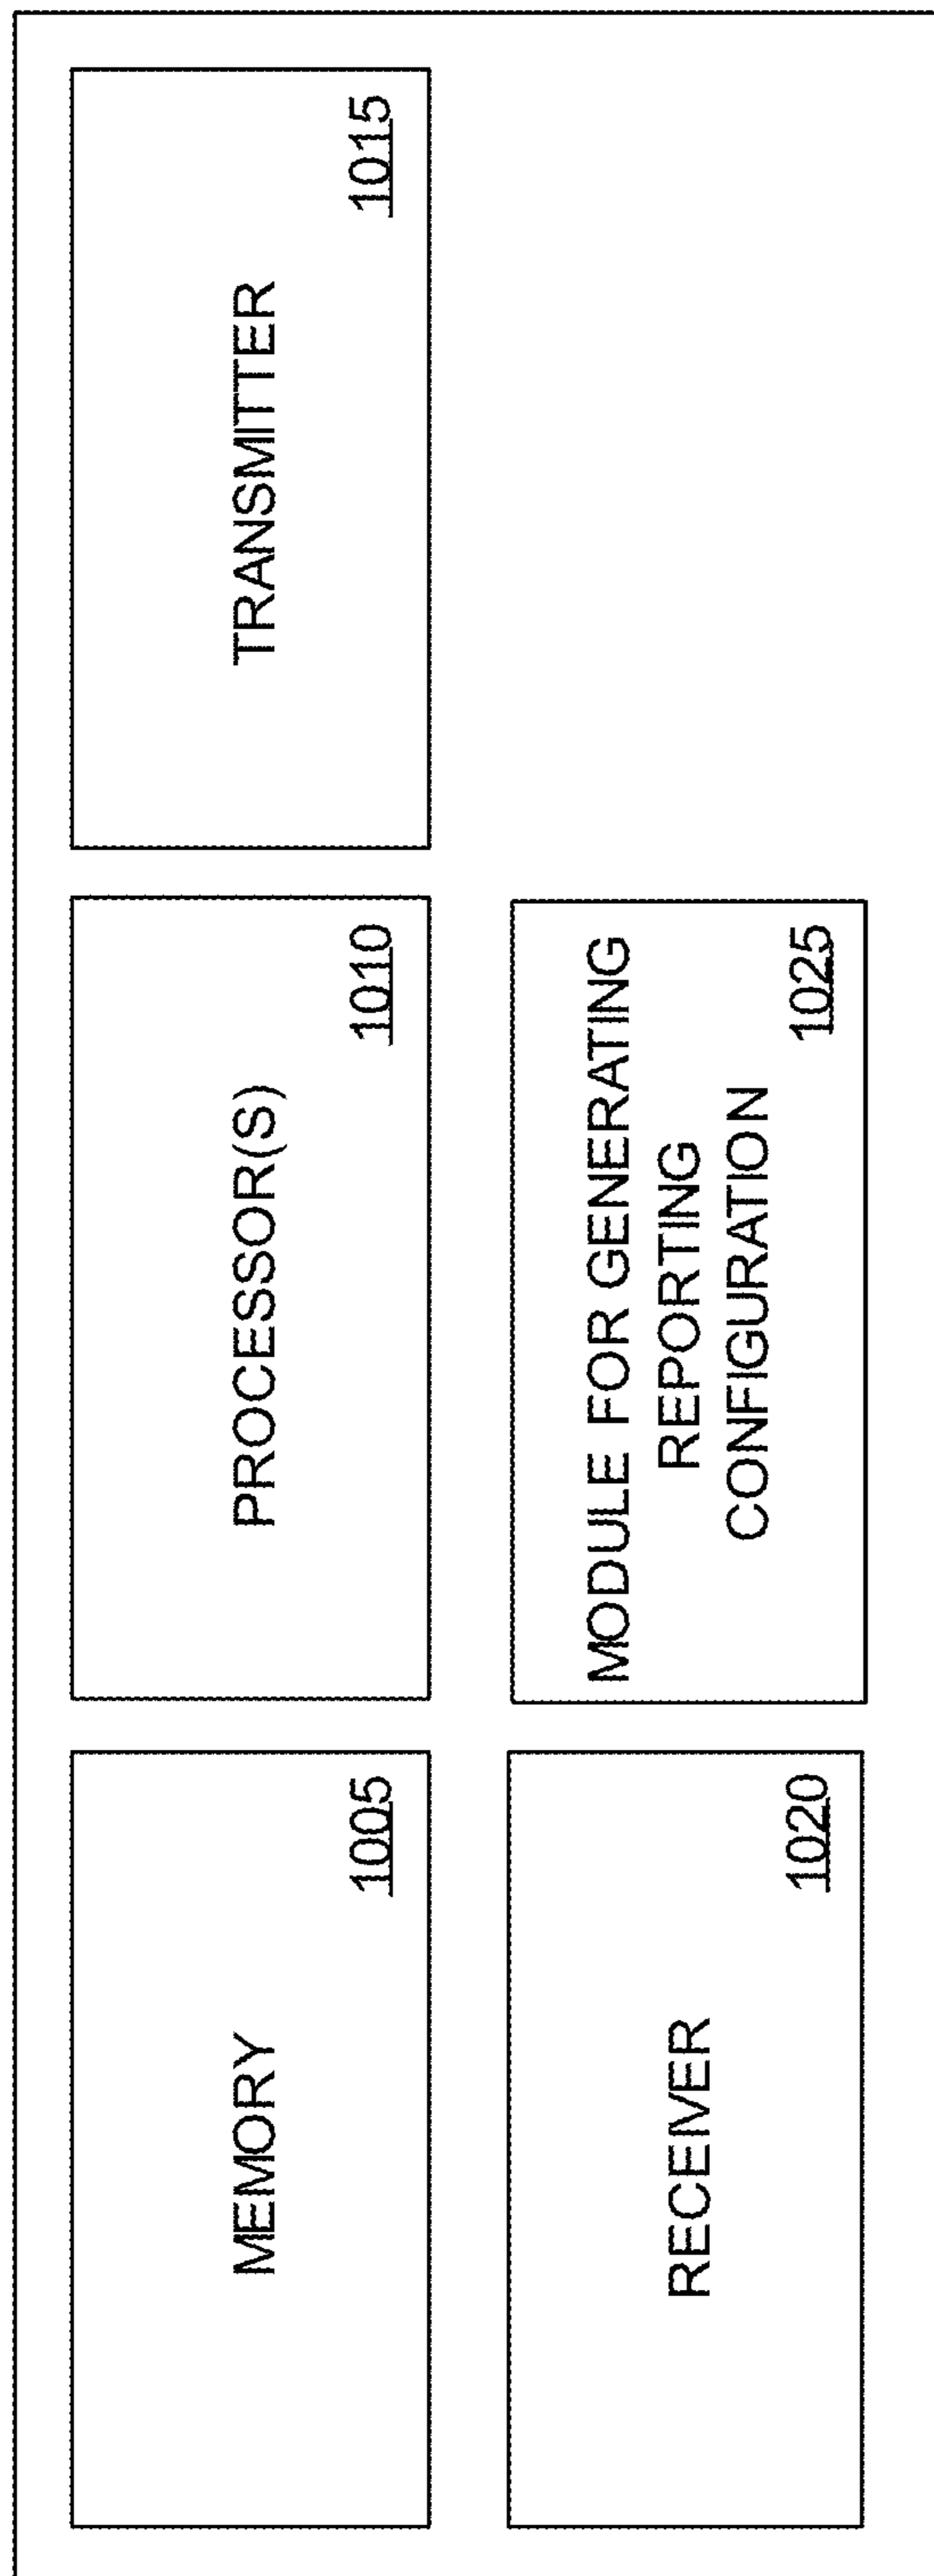 MEMORY
1005
PROCESSOR(S)
1010
TRANSMITTER
1015
RECEIVER
1020
MODULE FOR GENERATING
REPORTING
CONFIGURATION
1025